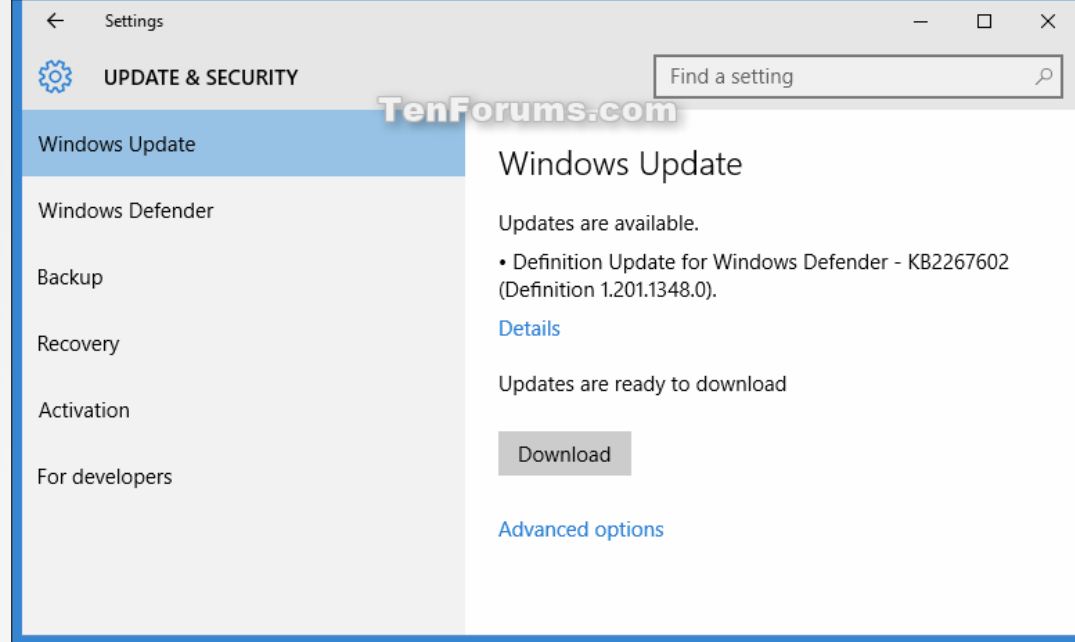 Settings
UPDATE & SECURITY
Find a setting
TenForums.com
Windows Update
Windows Defender
Backup
Recovery
Activation
For developers
Windows Update
Updates are available.
• Definition Update for Windows Defender - KB2267602
(Definition 1.201.1348.0).
Details
Updates are ready to download
Download
Advanced options